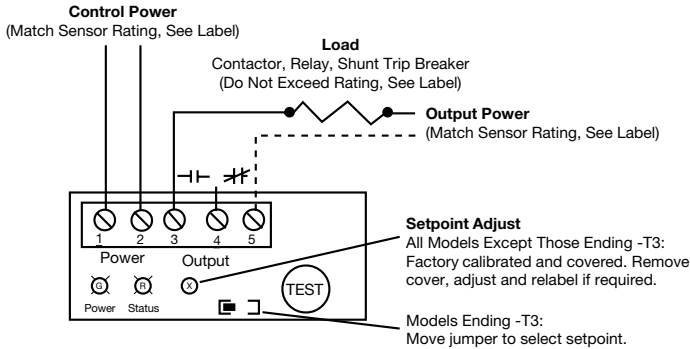 Control Power
(Match Sensor Rating, See Label)
Load
Contactor, Relay, Shunt Trip Breaker
(Do Not Exceed Rating, See Label)
Output Power
(Match Sensor Rating, See Label)
1 2 3 4 5
Power Output
G R X
Power Status
TEST
Setpoint Adjust
All Models Except Those Ending -T3:
Factory calibrated and covered. Remove
cover, adjust and relabel if required.
Models Ending -T3:
Move jumper to select setpoint.